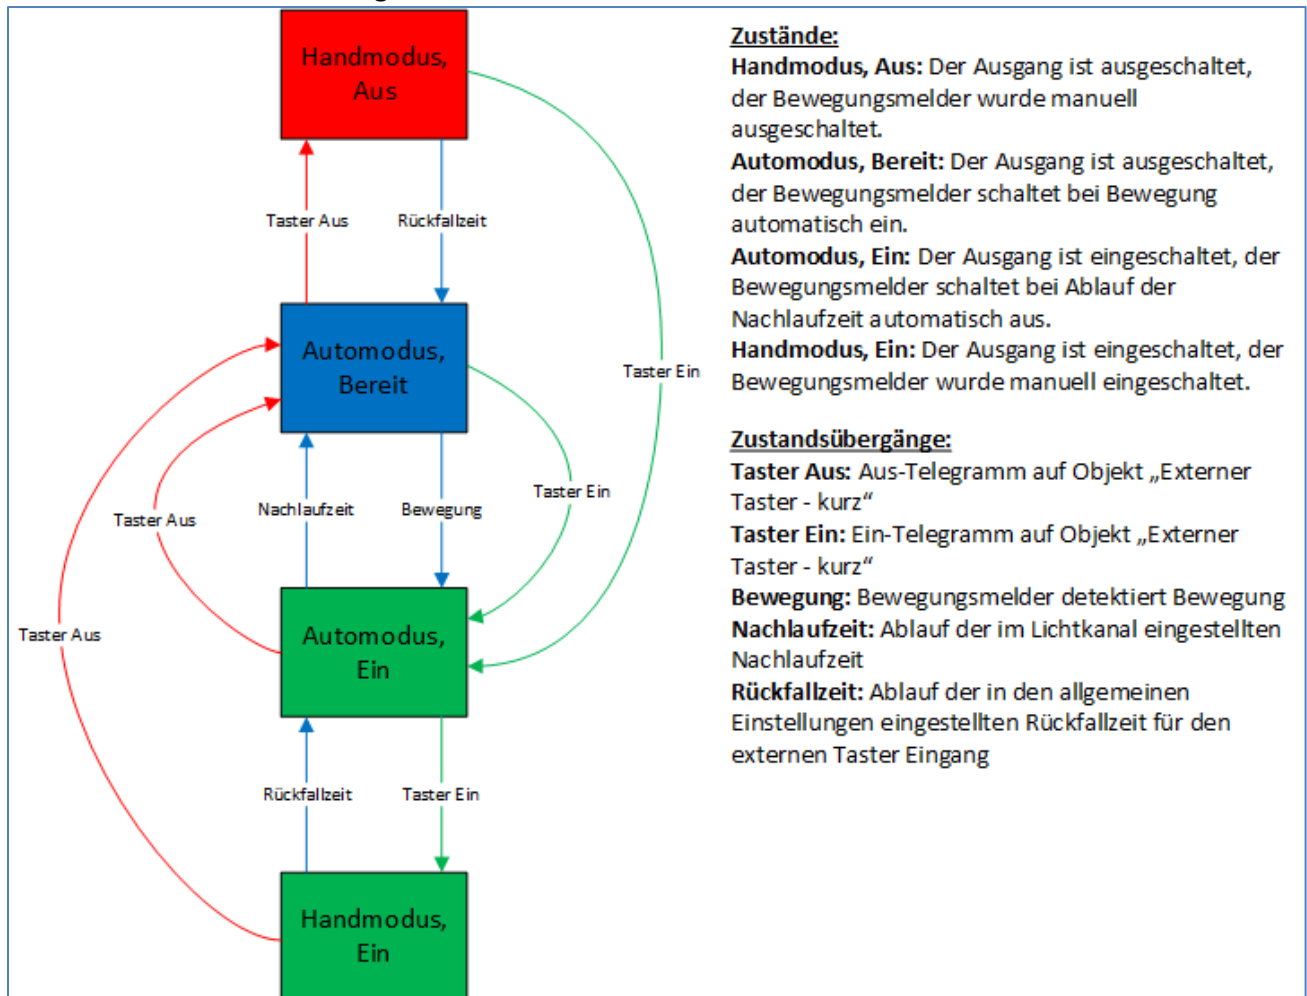 Handmodus,
Aus
Taster Aus
Rückfallzeit
Automodus,
Bereit
Taster Ein
Taster Ein
Taster Aus
Nachlaufzeit
Bewegung
Taster Aus
Automodus,
Ein
Rückfallzeit
Taster Ein
Handmodus,
Ein
Zustände:
Handmodus, Aus: Der Ausgang ist ausgeschaltet,
der Bewegungsmelder wurde manuell
ausgeschaltet.
Automodus, Bereit: Der Ausgang ist ausgeschaltet,
der Bewegungsmelder schaltet bei Bewegung
automatisch ein.
Automodus, Ein: Der Ausgang ist eingeschaltet, der
Bewegungsmelder schaltet bei Ablauf der
Nachlaufzeit automatisch aus.
Handmodus, Ein: Der Ausgang ist eingeschaltet, der
Bewegungsmelder wurde manuell eingeschaltet.
Zustandsübergänge:
Taster Aus: Aus-Telegramm auf Objekt „Externer
Taster - kurz“
Taster Ein: Ein-Telegramm auf Objekt „Externer
Taster - kurz“
Bewegung: Bewegungsmelder detektiert Bewegung
Nachlaufzeit: Ablauf der im Lichtkanal eingestellten
Nachlaufzeit
Rückfallzeit: Ablauf der in den allgemeinen
Einstellungen eingestellten Rückfallzeit für den
externen Taster Eingang